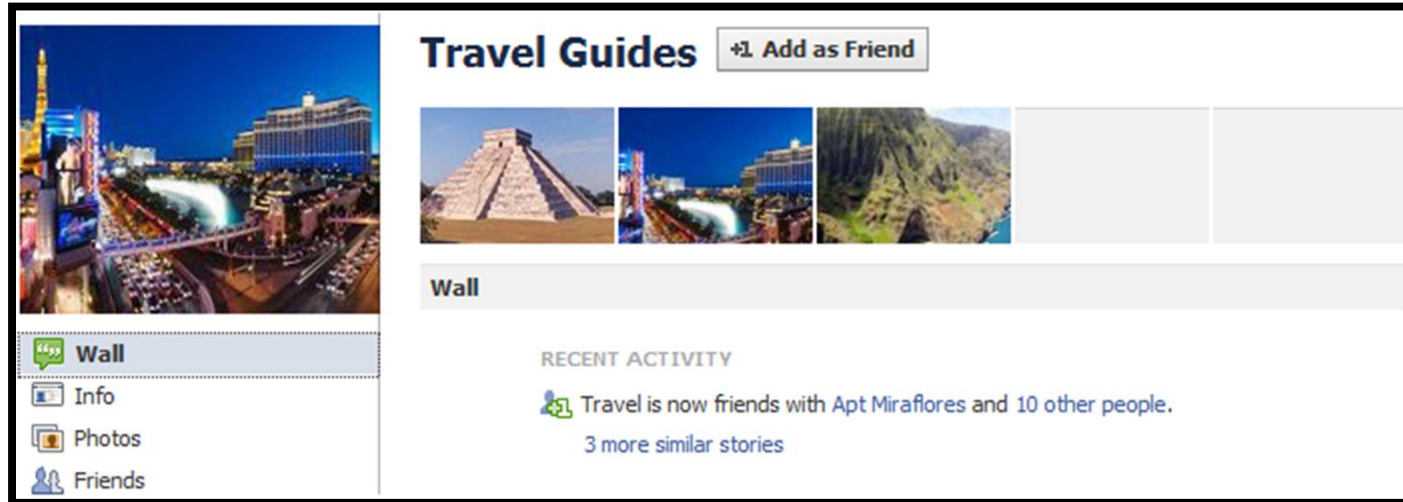 Travel Guides
+1 Add as Friend
Wall
RECENT ACTIVITY
Travel is now friends with Apt Miraflores and 10 other people.
3 more similar stories
Wall
Info
Photos
Friends